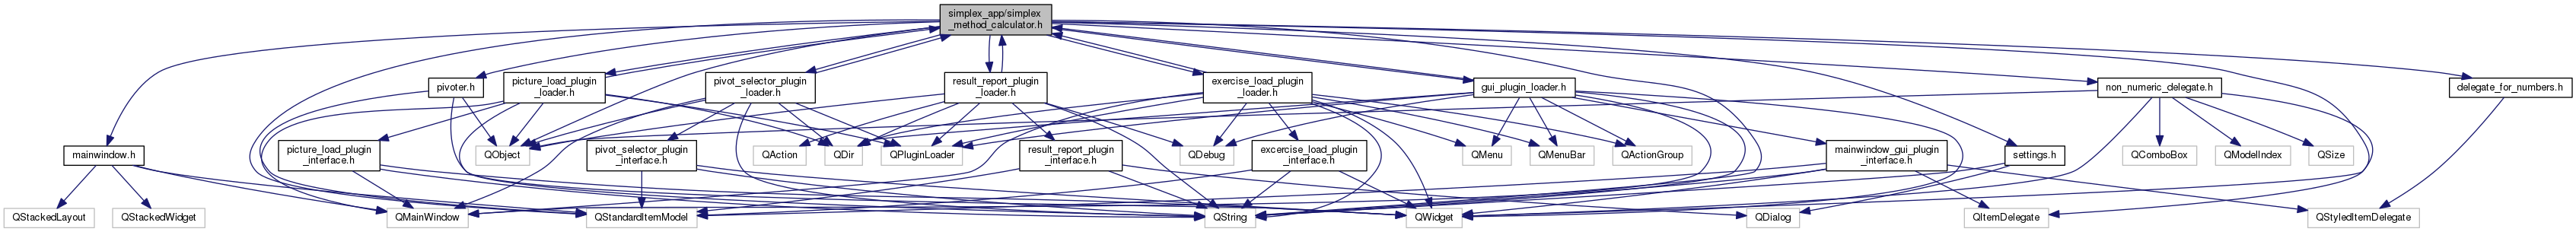 simplex_app/simplex
_method_calculator.h
pivoter.h
picture_load_plugin
_loader.h
pivot_selector_plugin
_loader.h
result_report_plugin
_loader.h
exercise_load_plugin
_loader.h
gui_plugin_loader.h
non_numeric_delegate.h
delegate_for_numbers.h
mainwindow.h
picture_load_plugin
_interface.h
QObject
pivot_selector_plugin
_interface.h
QAction
QDir
QPluginLoader
result_report_plugin
_interface.h
QDebug
excercise_load_plugin
_interface.h
QMenu
QMenuBar
QActionGroup
mainwindow_gui_plugin
_interface.h
settings.h
QComboBox
QModelIndex
QSize
QStackedLayout
QStackedWidget
QMainWindow
QStandardItemModel
QString
QWidget
QDialog
QItemDelegate
QStyledItemDelegate